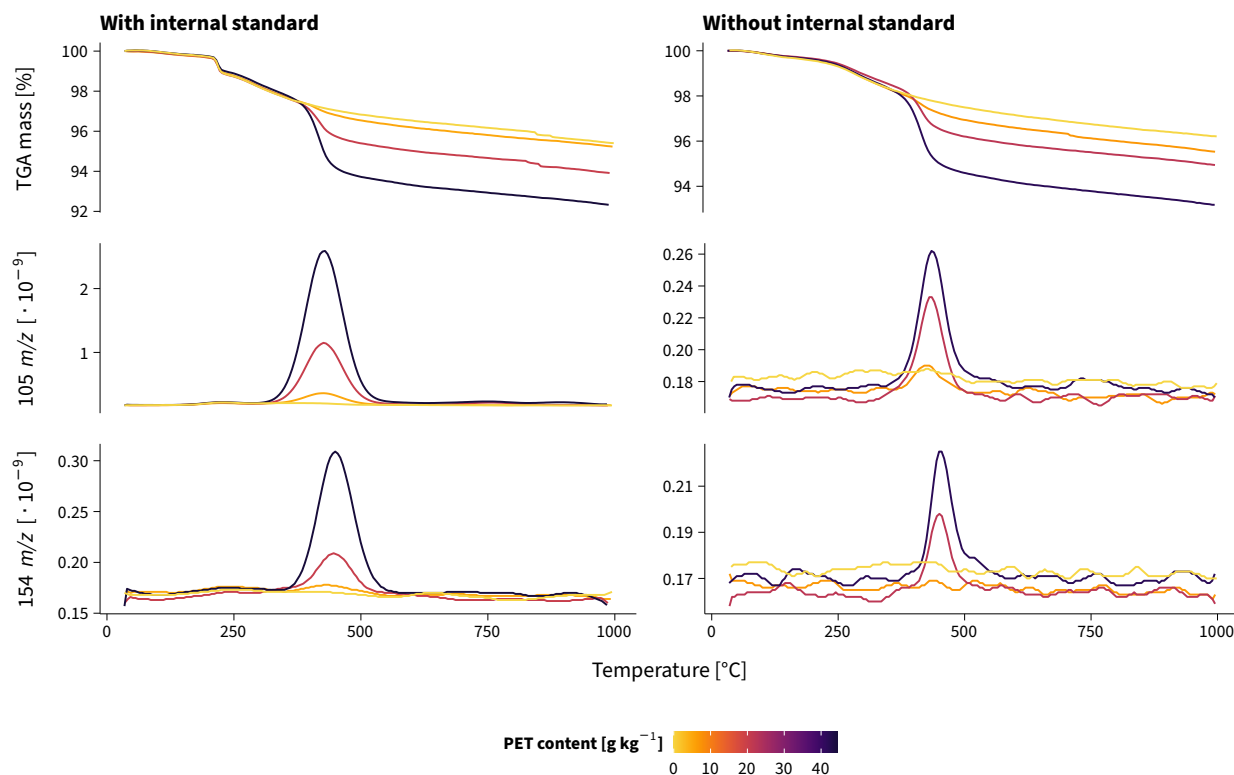 With internal standard
Without internal standard
TGA mass [%]
100
98
96
94
92
100
98
96
94
105 m/z [ · 10⁻⁹]
2
1
0.26
0.24
0.22
0.20
0.18
154 m/z [ · 10⁻⁹]
0.30
0.25
0.20
0.15
0.21
0.19
0.17
0 250 500 750 1000
0 250 500 750 1000
Temperature [°C]
PET content [g kg⁻¹]
0 10 20 30 40